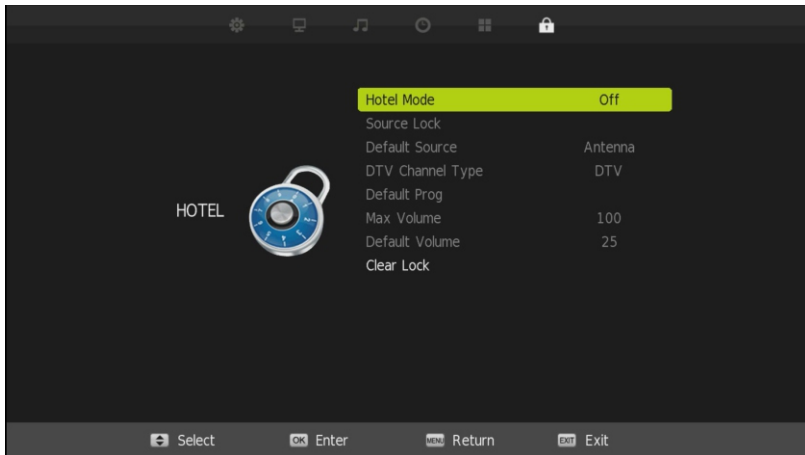 Hotel Mode Off
Source Lock
Default Source Antenna
DTV Channel Type DTV
Default Prog
HOTEL
Max Volume 100
Default Volume 25
Clear Lock
Select OK Enter MENU Return EXIT Exit